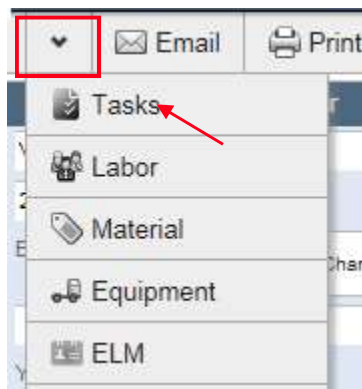 Email Print
Tasks
Labor
Material
Equipment
ELM